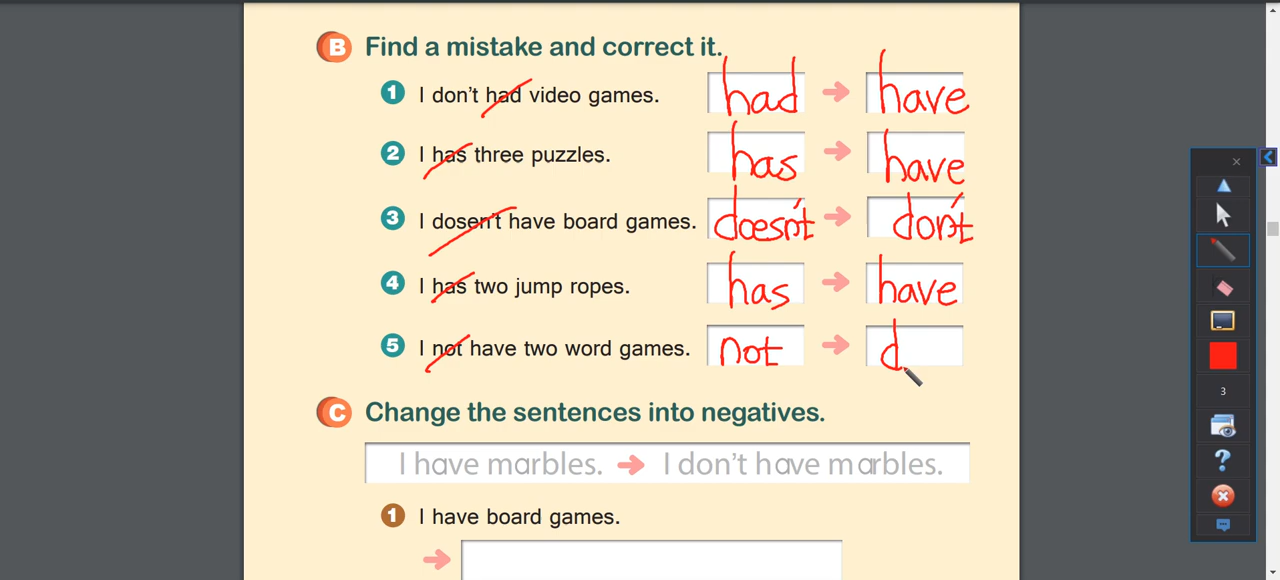 B Find a mistake and correct it.
1 I don't had video games. had → have
2 I has three puzzles. has → have
3 I dosen't have board games. doesn't → don't
4 I has two jump ropes. has → have
5 I not have two word games. not → d
C Change the sentences into negatives.
I have marbles. → I don't have marbles.
1 I have board games.
→
3